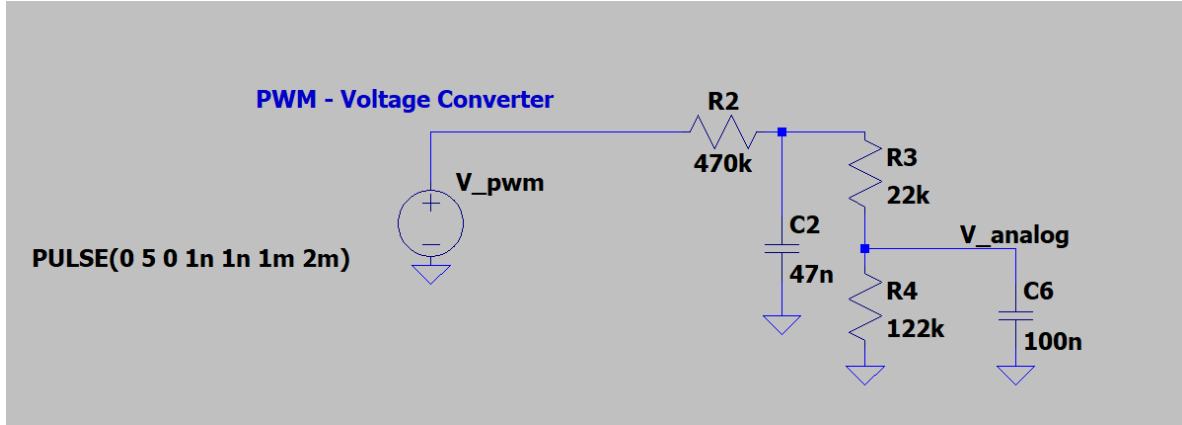 PWM - Voltage Converter
R2
470k
V_pwm
R3
22k
C2
47n
V_analog
PULSE(0 5 0 1n 1n 1m 2m)
R4
122k
C6
100n